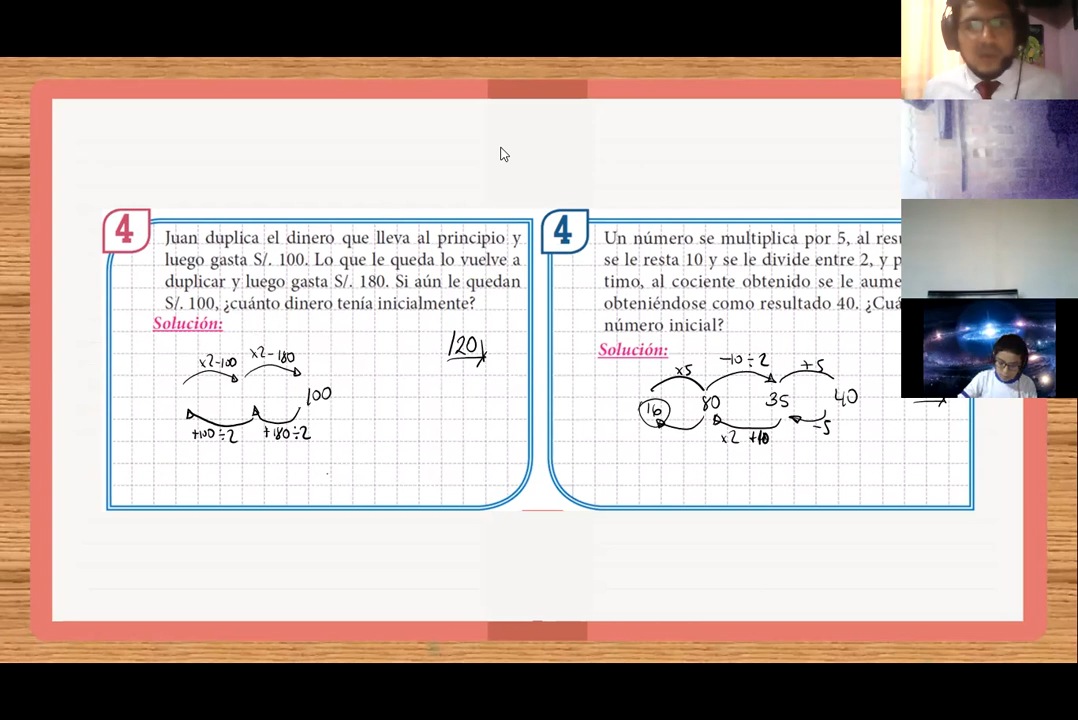 4
Juan duplica el dinero que lleva al principio y
luego gasta S/. 100. Lo que le queda lo vuelve a
duplicar y luego gasta S/. 180. Si aún le quedan
S/. 100, ¿cuánto dinero tenía inicialmente?
Solución:
120
x2-100 x2-180
100
+100÷2 +180÷2
4
Un número se multiplica por 5, al resu
se le resta 10 y se le divide entre 2, y p
timo, al cociente obtenido se le aume
obteniéndose como resultado 40. ¿Cuá
número inicial?
Solución:
x5 -10÷2 +5
16 80 35 40
x2 +10 -5